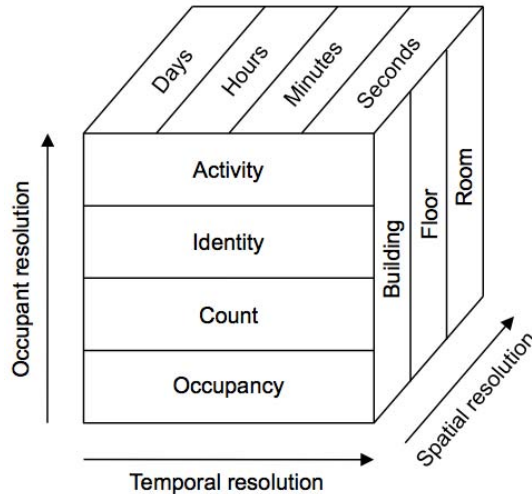 Days
Hours
Minutes
Seconds
Activity
Identity
Count
Occupancy
Building
Floor
Room
Occupant resolution
Temporal resolution
Spatial resolution